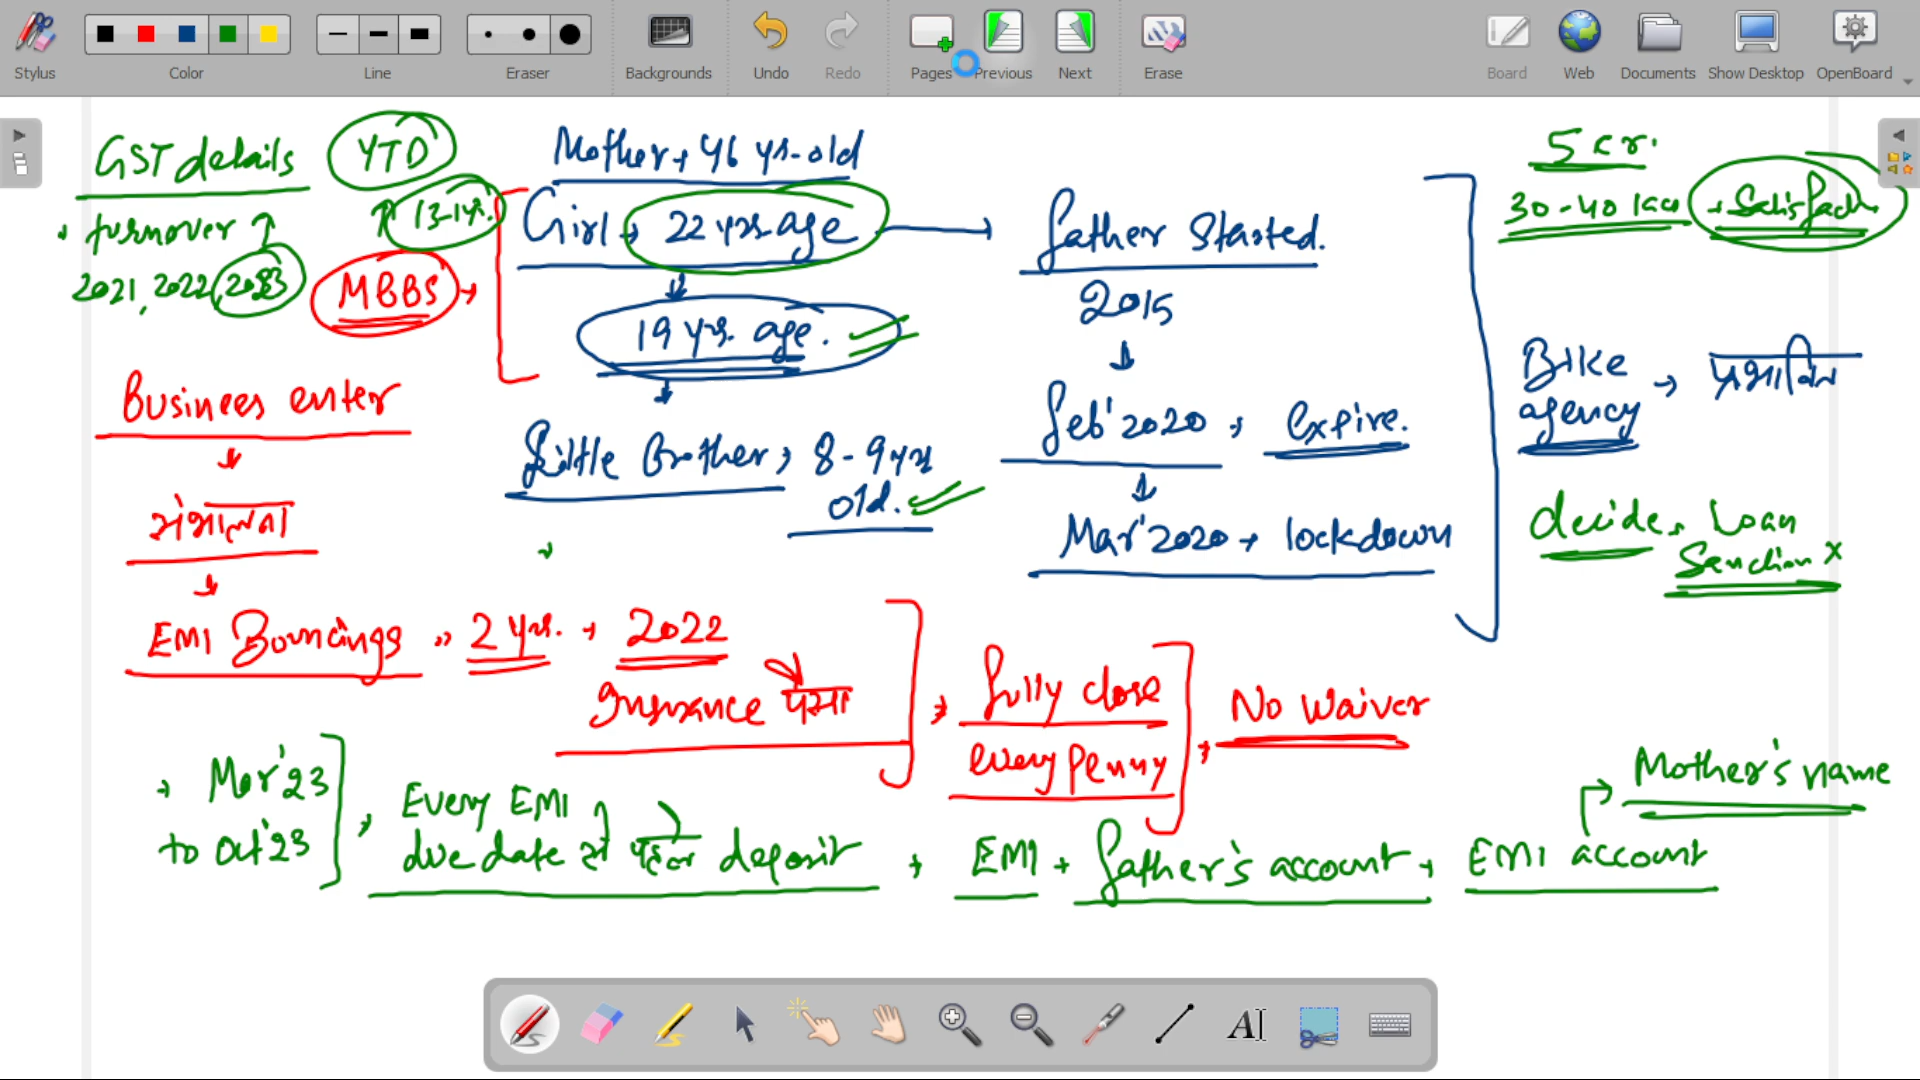 Stylus
Color
Line
Eraser
Backgrounds
Undo
Redo
Pages
Previous
Next
Erase
Board
Web
Documents
Show Desktop
OpenBoard
GST details YTD
turnover ↑
2021, 2022, 2023
↑ 13-14 yr.
MBBS →
Mother → 46 yr. old
Girl → 22 yrs. age
19 yrs. age.
Little Brother → 8-9 yrs
old.
Father Started.
2015
Feb' 2020 → Expire.
Mar' 2020 → lockdown
5 cr.
30-40 lacs → Satisfact
Bike
agency →
decide → Loan
Sanction ×
Business enter
संभालना
EMI Bouncings 2 yrs. → 2022
Insurance पैसा
fully close
every penny
No Waiver
→ Mar'23
to Oct'23
Every EMI
due date से पहले deposit → EMI → father's account → EMI account
Mother's name